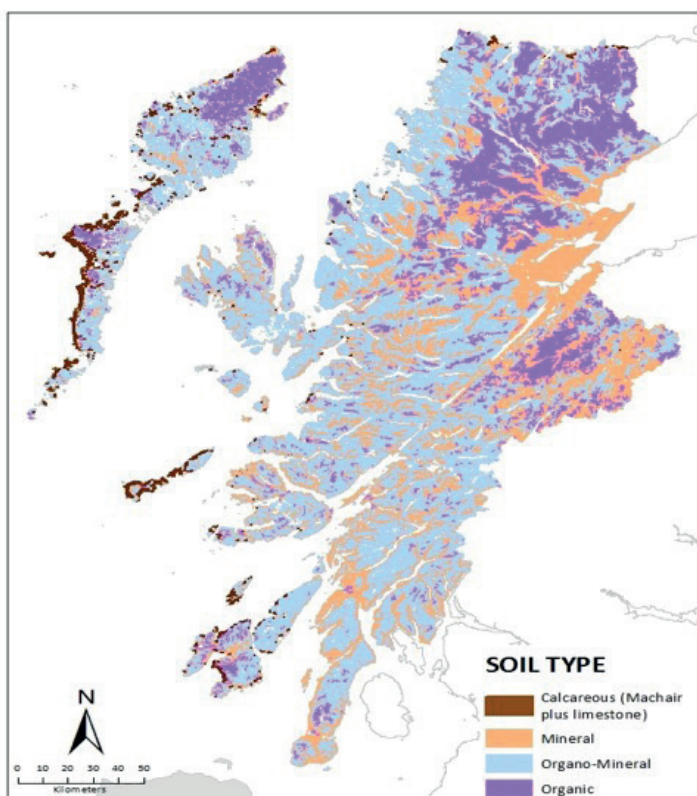 SOIL TYPE
Calcareous (Machair
plus limestone)
Mineral
Organo-Mineral
Organic
N
0 10 20 30 40 50
Kilometers